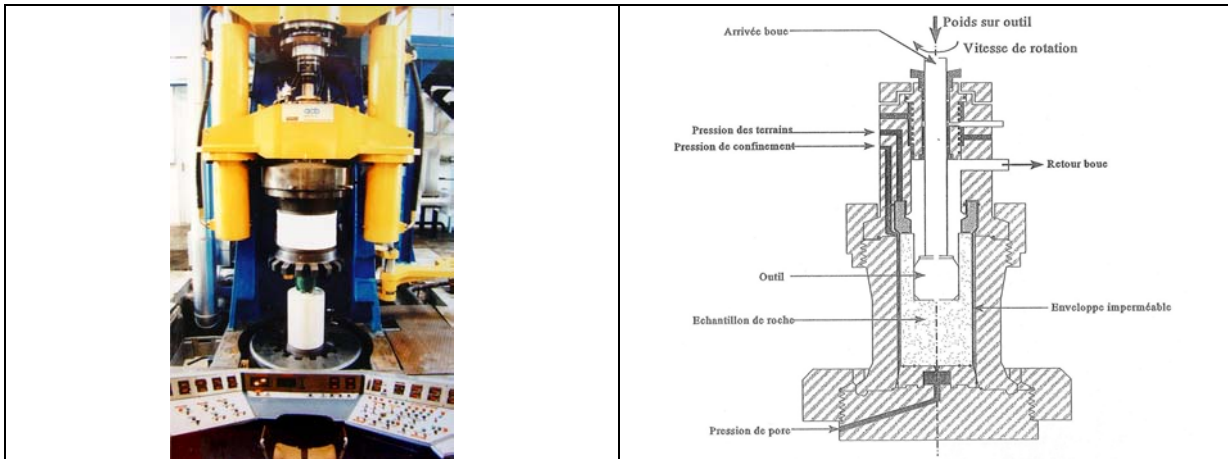 Poids sur outil
Arrivée boue
Vitesse de rotation
Pression des terrains
Pression de confinement
Retour boue
Outil
Enveloppe imperméable
Echantillon de roche
Pression de pore